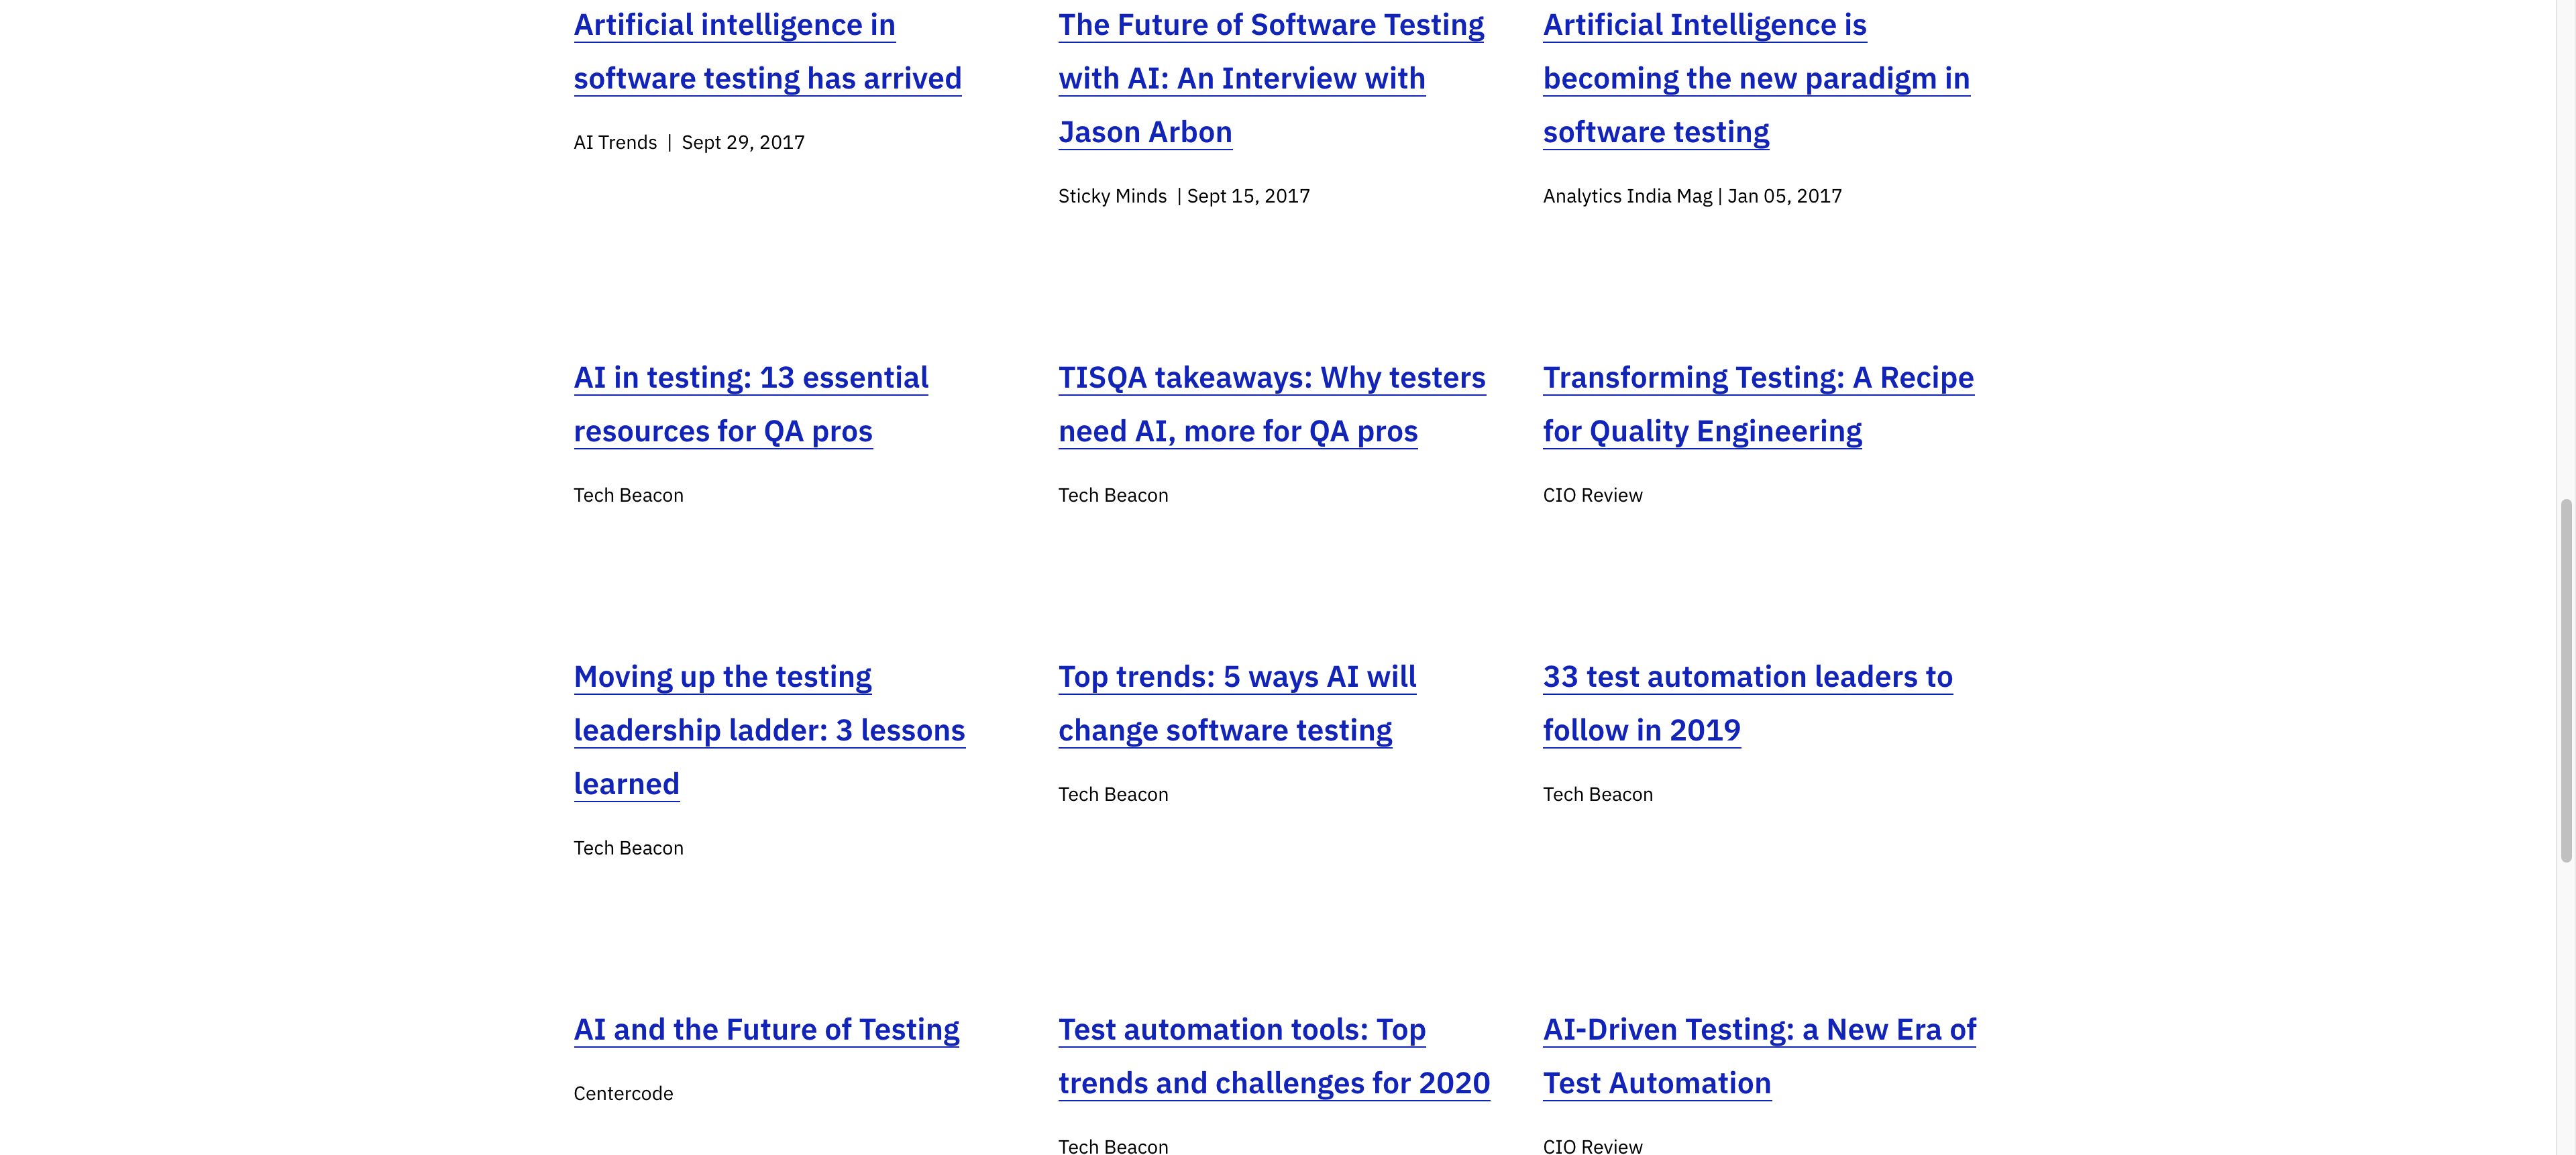 Artificial intelligence in
software testing has arrived
AI Trends | Sept 29, 2017
The Future of Software Testing
with AI: An Interview with
Jason Arbon
Sticky Minds | Sept 15, 2017
Artificial Intelligence is
becoming the new paradigm in
software testing
Analytics India Mag | Jan 05, 2017
AI in testing: 13 essential
resources for QA pros
Tech Beacon
TISQA takeaways: Why testers
need AI, more for QA pros
Tech Beacon
Transforming Testing: A Recipe
for Quality Engineering
CIO Review
Moving up the testing
leadership ladder: 3 lessons
learned
Tech Beacon
Top trends: 5 ways AI will
change software testing
Tech Beacon
33 test automation leaders to
follow in 2019
Tech Beacon
AI and the Future of Testing
Centercode
Test automation tools: Top
trends and challenges for 2020
Tech Beacon
AI-Driven Testing: a New Era of
Test Automation
CIO Review